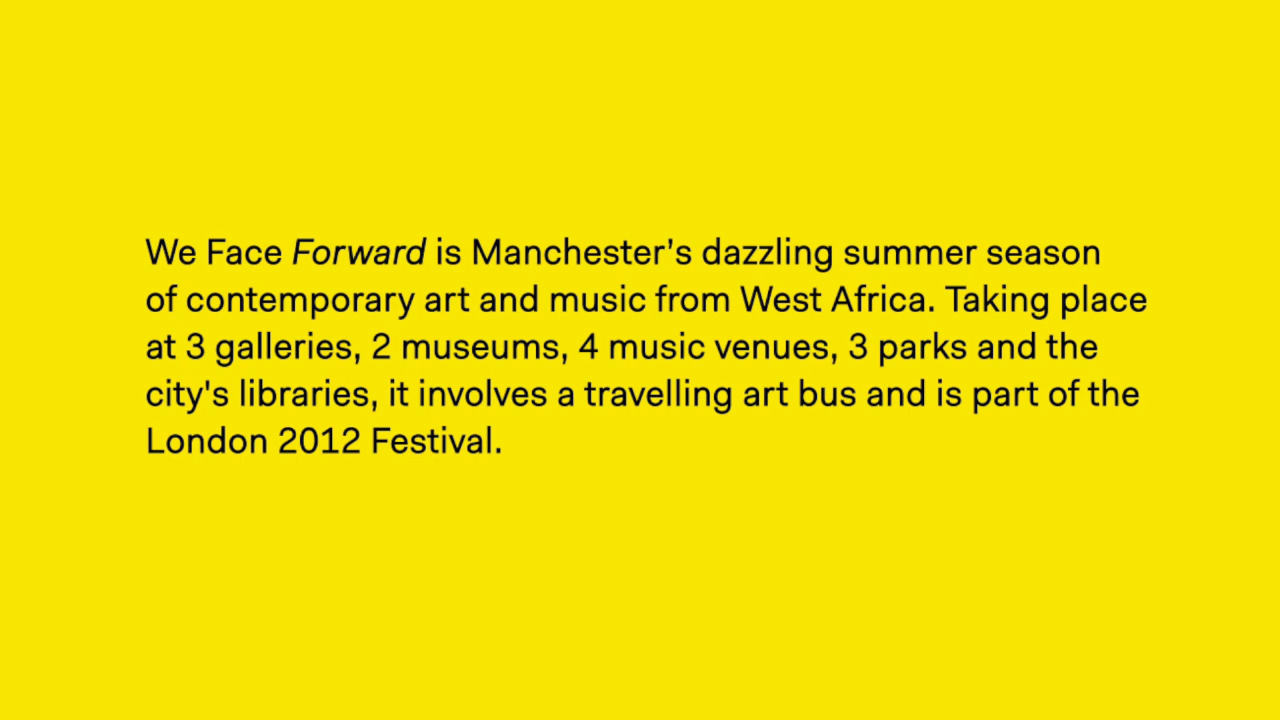 We Face Forward is Manchester’s dazzling summer season
of contemporary art and music from West Africa. Taking place
at 3 galleries, 2 museums, 4 music venues, 3 parks and the
city's libraries, it involves a travelling art bus and is part of the
London 2012 Festival.